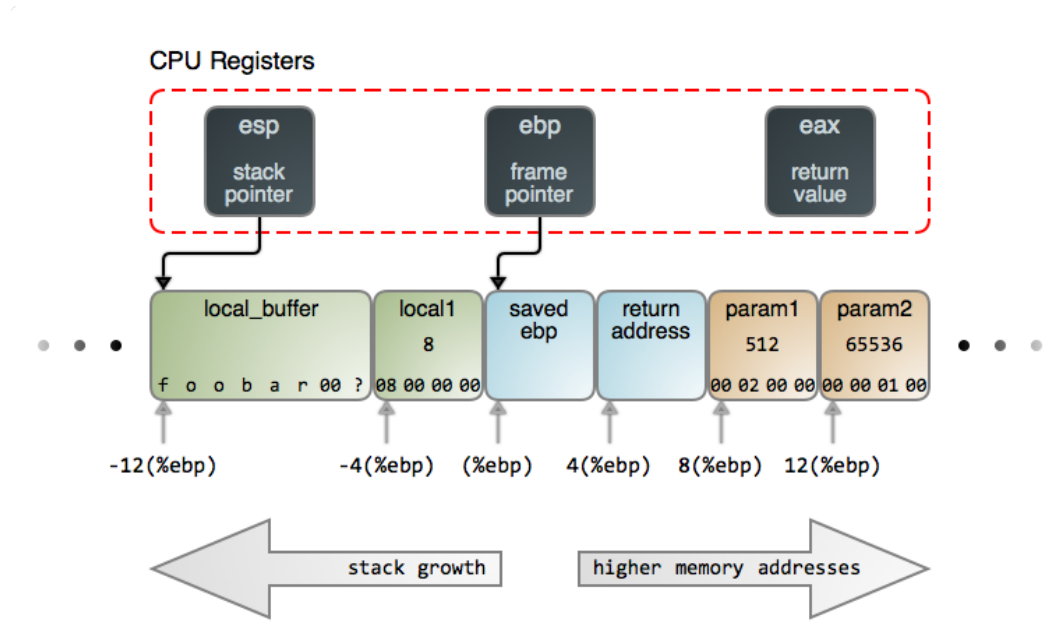 CPU Registers
esp
stack
pointer
ebp
frame
pointer
eax
return
value
local_buffer
f o o b a r 00 ?
local1
8
08 00 00 00
saved
ebp
return
address
param1
512
00 02 00 00
param2
65536
00 00 01 00
-12(%ebp)
-4(%ebp)
(%ebp)
4(%ebp)
8(%ebp)
12(%ebp)
stack growth
higher memory addresses